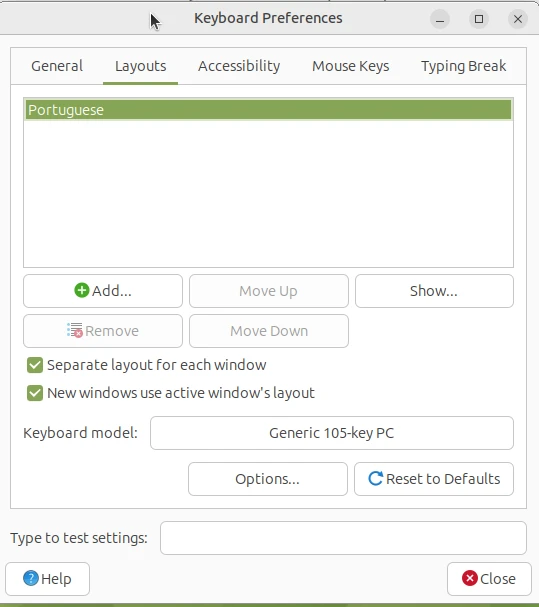 Keyboard Preferences
General Layouts Accessibility Mouse Keys Typing Break
Portuguese
Add... Move Up Show...
Remove Move Down
Separate layout for each window
New windows use active window's layout
Keyboard model: Generic 105-key PC
Options... Reset to Defaults
Type to test settings:
Help Close